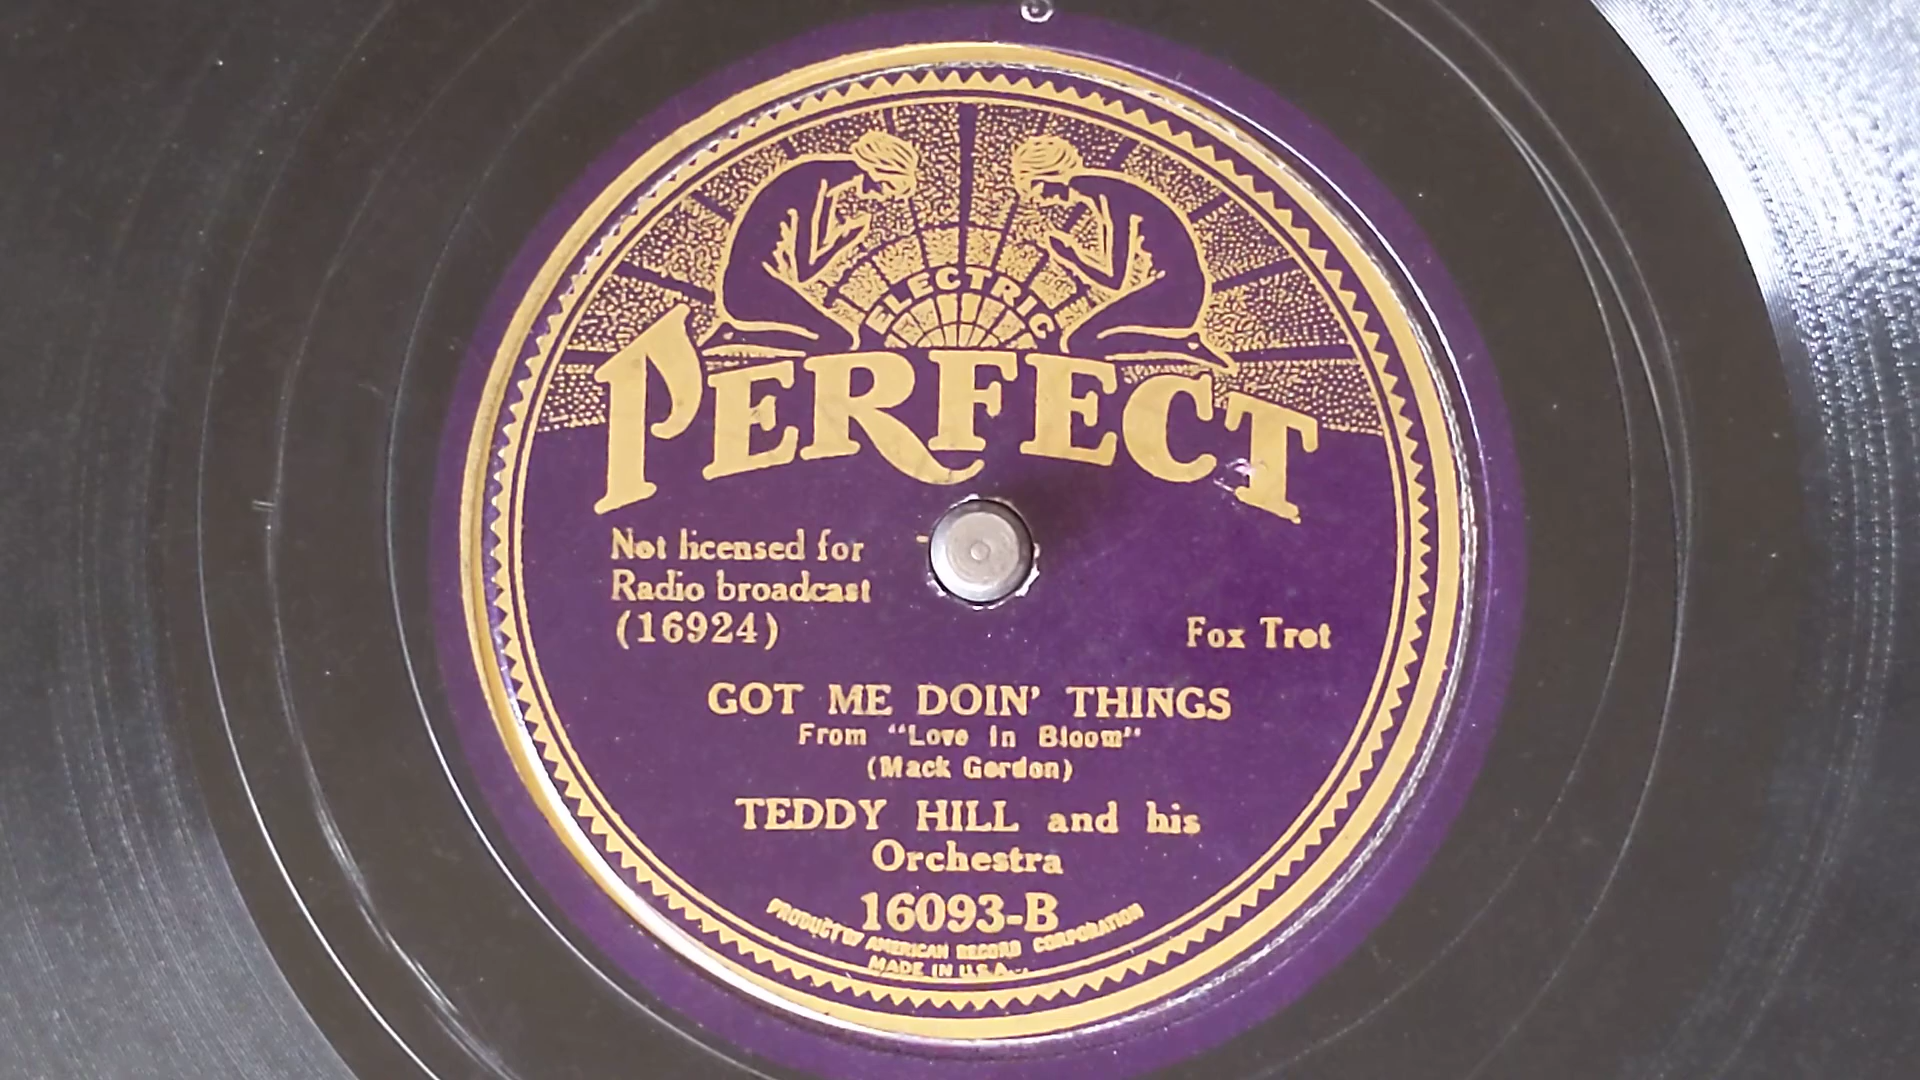 ELECTRIC
PERFECT
Not licensed for
Radio broadcast
(16924)
Fox Trot
GOT ME DOIN' THINGS
From "Love In Bloom"
(Mack Gordon)
TEDDY HILL and his
Orchestra
16093-B
PRODUCT OF AMERICAN RECORD CORPORATION
MADE IN U.S.A.